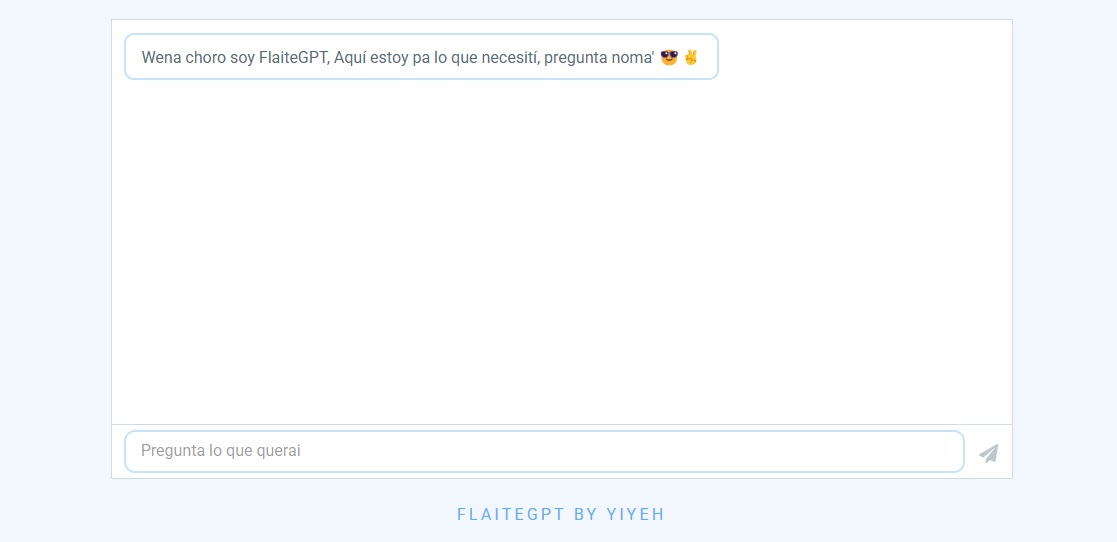 Wena choro soy FlaiteGPT, Aquí estoy pa lo que necesití, pregunta noma' 😎✌
Pregunta lo que querai
FLAITEGPT BY YIYEH